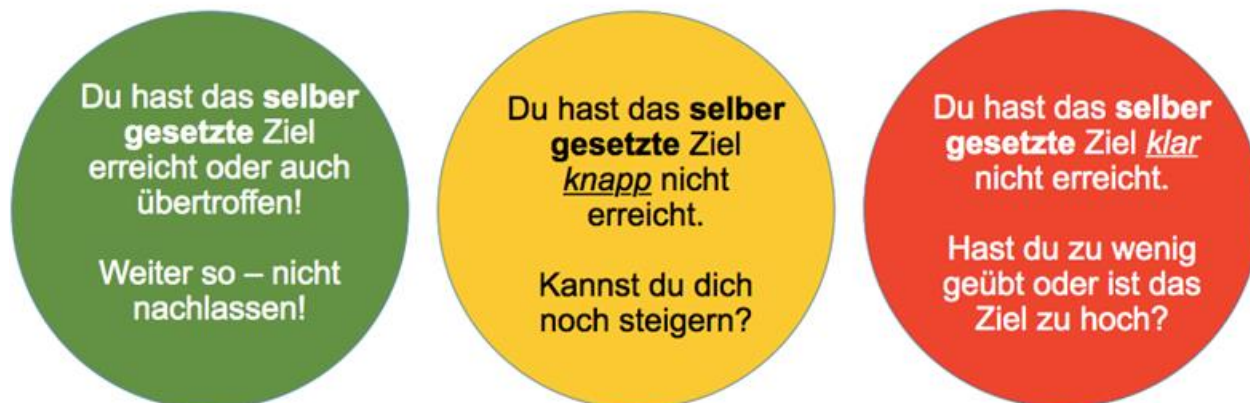 Du hast das selber
gesetzte Ziel
erreicht oder auch
übertroffen!
Weiter so – nicht
nachlassen!
Du hast das selber
gesetzte Ziel
knapp nicht
erreicht.
Kannst du dich
noch steigern?
Du hast das selber
gesetzte Ziel klar
nicht erreicht.
Hast du zu wenig
geübt oder ist das
Ziel zu hoch?